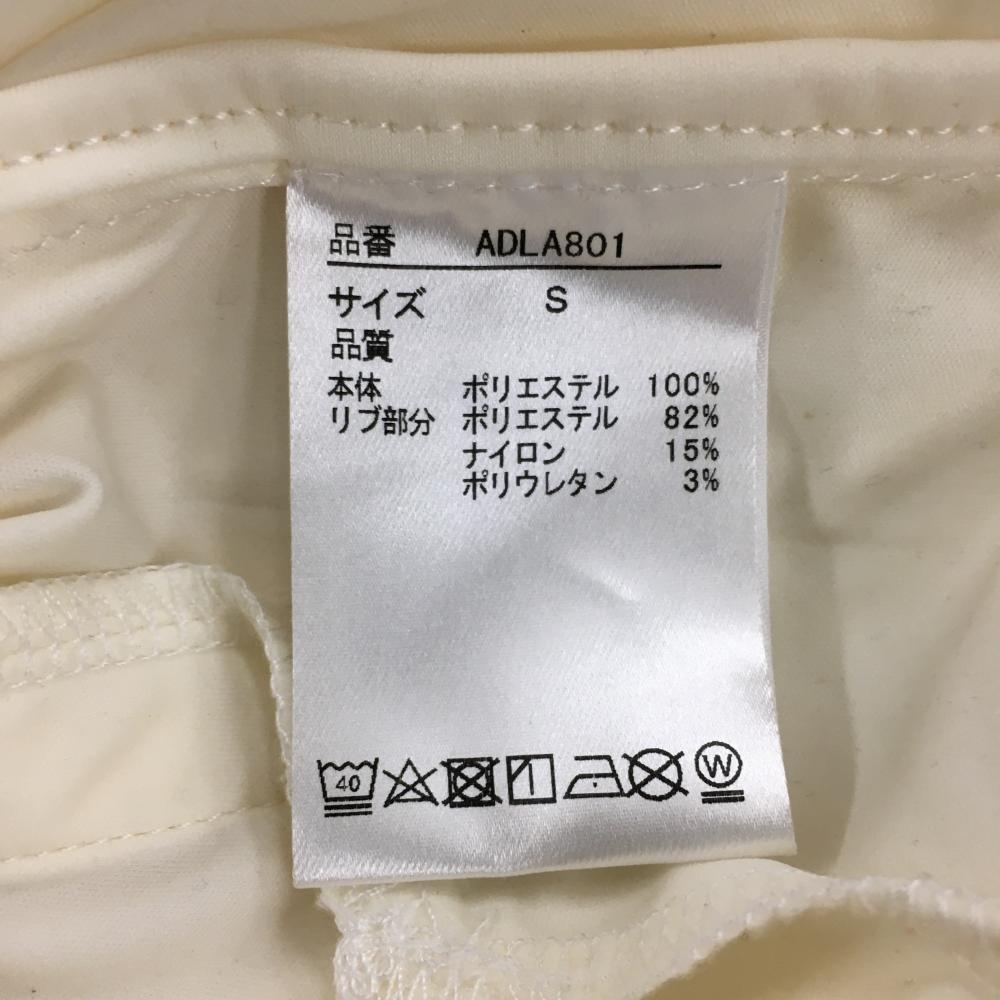 品番 ADLA801
サイズ S
品質
本体 ポリエステル 100%
リブ部分 ポリエステル 82%
ナイロン 15%
ポリウレタン 3%
40 W